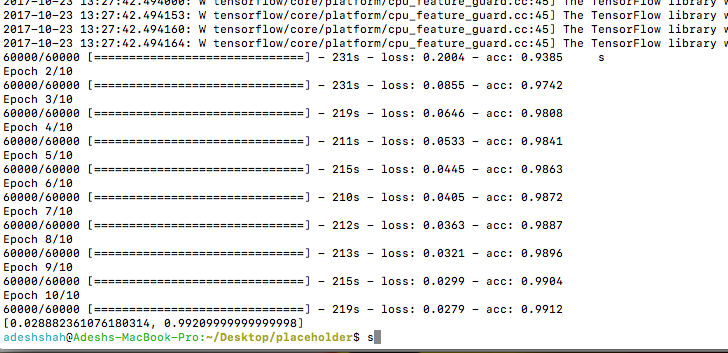 2017-10-23 13:27:42.494000: W tensorflow/core/platform/cpu_feature_guard.cc:45] The TensorFlow library w
2017-10-23 13:27:42.494153: W tensorflow/core/platform/cpu_feature_guard.cc:45] The TensorFlow library w
2017-10-23 13:27:42.494160: W tensorflow/core/platform/cpu_feature_guard.cc:45] The TensorFlow library w
2017-10-23 13:27:42.494164: W tensorflow/core/platform/cpu_feature_guard.cc:45] The TensorFlow library w
60000/60000 [==============================] - 231s - loss: 0.2004 - acc: 0.9385     s
Epoch 2/10
60000/60000 [==============================] - 231s - loss: 0.0855 - acc: 0.9742
Epoch 3/10
60000/60000 [==============================] - 219s - loss: 0.0646 - acc: 0.9808
Epoch 4/10
60000/60000 [==============================] - 211s - loss: 0.0533 - acc: 0.9841
Epoch 5/10
60000/60000 [==============================] - 215s - loss: 0.0445 - acc: 0.9863
Epoch 6/10
60000/60000 [==============================] - 210s - loss: 0.0405 - acc: 0.9872
Epoch 7/10
60000/60000 [==============================] - 212s - loss: 0.0363 - acc: 0.9887
Epoch 8/10
60000/60000 [==============================] - 213s - loss: 0.0321 - acc: 0.9896
Epoch 9/10
60000/60000 [==============================] - 215s - loss: 0.0299 - acc: 0.9904
Epoch 10/10
60000/60000 [==============================] - 219s - loss: 0.0279 - acc: 0.9912
[0.028882361076180314, 0.99209999999999998]
adeshshah@Adeshs-MacBook-Pro:~/Desktop/placeholder$ s